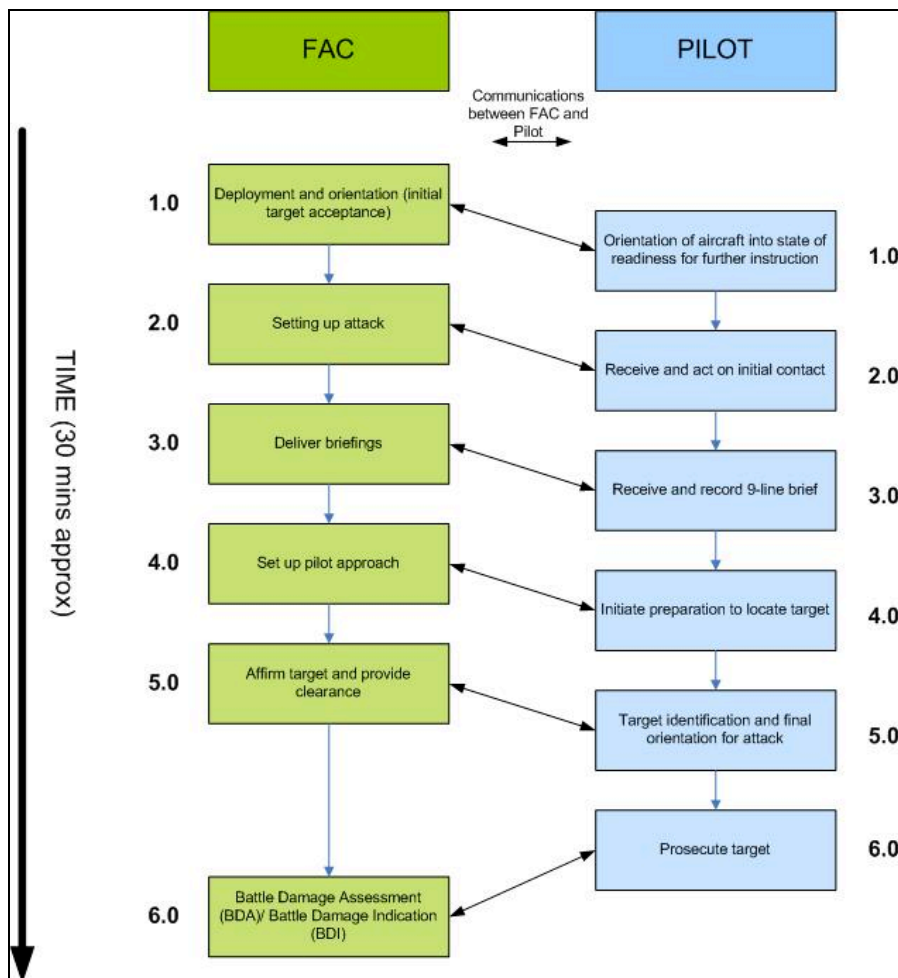 FAC
PILOT
Communications
between FAC and
Pilot
TIME (30 mins approx)
1.0
Deployment and orientation (initial
target acceptance)
Orientation of aircraft into state of
readiness for further instruction
1.0
2.0
Setting up attack
Receive and act on initial contact
2.0
3.0
Deliver briefings
Receive and record 9-line brief
3.0
4.0
Set up pilot approach
Initiate preparation to locate target
4.0
5.0
Affirm target and provide
clearance
Target identification and final
orientation for attack
5.0
Prosecute target
6.0
6.0
Battle Damage Assessment
(BDA)/ Battle Damage Indication
(BDI)